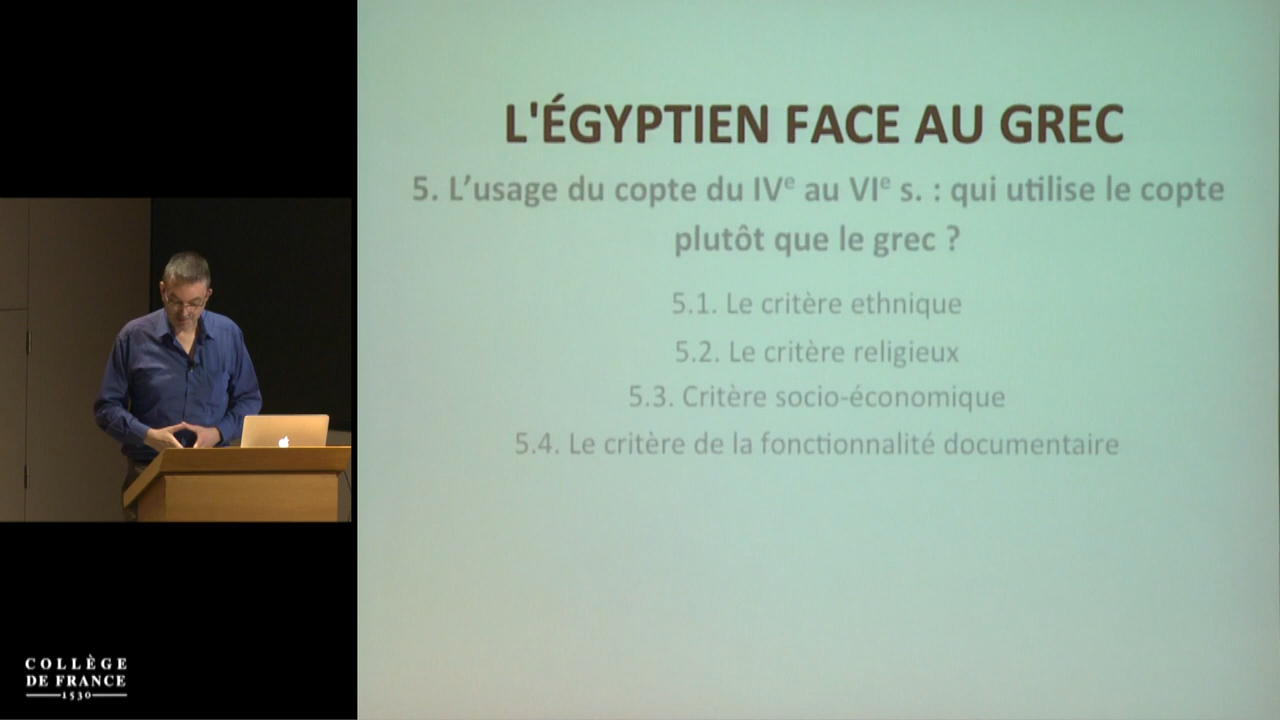 L'ÉGYPTIEN FACE AU GREC
5. L’usage du copte du IVe au VIe s. : qui utilise le copte
plutôt que le grec ?
5.1. Le critère ethnique
5.2. Le critère religieux
5.3. Critère socio-économique
5.4. Le critère de la fonctionnalité documentaire
COLLÈGE
DE FRANCE
1530